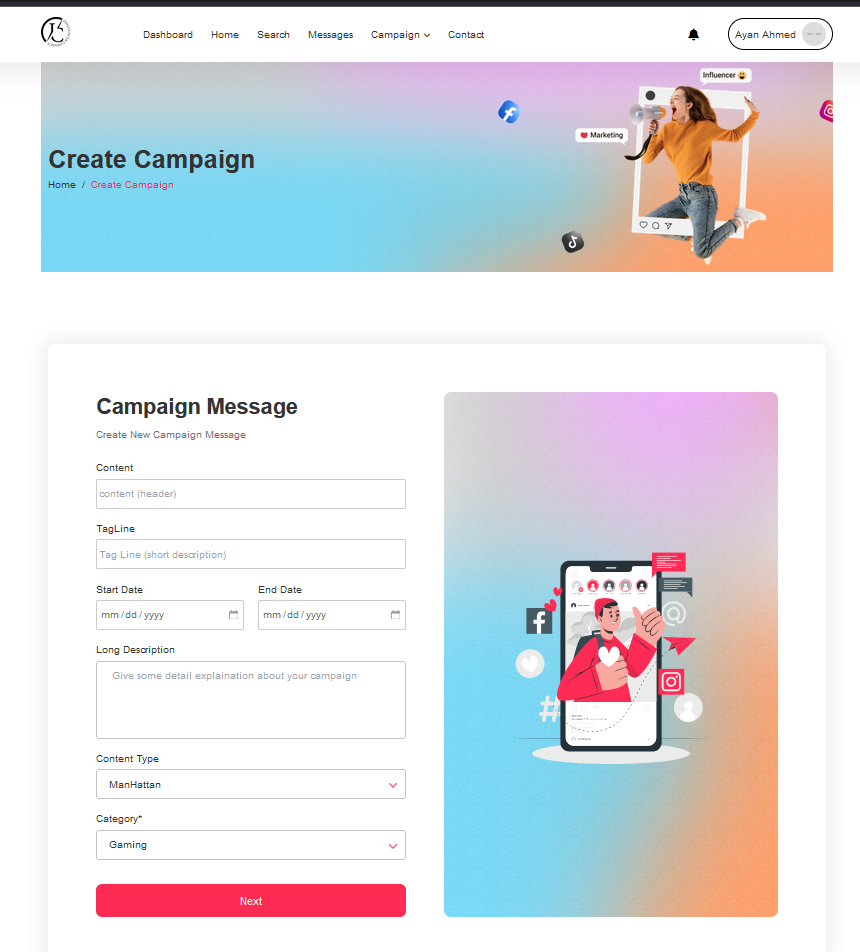 Dashboard Home Search Messages Campaign Contact Ayan Ahmed
Influencer
Marketing
Create Campaign
Home / Create Campaign
Campaign Message
Create New Campaign Message
Content
content (header)
TagLine
Tag Line (short description)
Start Date End Date
mm/dd/yyyy mm/dd/yyyy
Long Description
Give some detail explaination about your campaign
Content Type
ManHattan
Category*
Gaming
Next